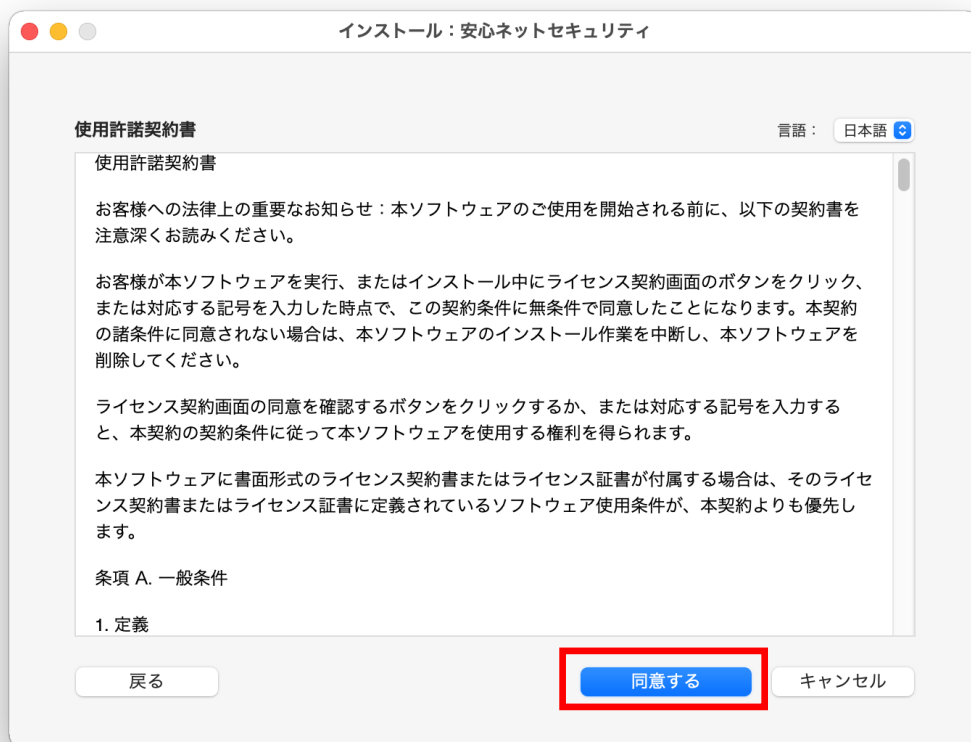 インストール：安心ネットセキュリティ
使用許諾契約書
言語： 日本語
使用許諾契約書
お客様への法律上の重要なお知らせ：本ソフトウェアのご使用を開始される前に、以下の契約書を
注意深くお読みください。
お客様が本ソフトウェアを実行、またはインストール中にライセンス契約画面のボタンをクリック、
または対応する記号を入力した時点で、この契約条件に無条件で同意したことになります。本契約
の諸条件に同意されない場合は、本ソフトウェアのインストール作業を中断し、本ソフトウェアを
削除してください。
ライセンス契約画面の同意を確認するボタンをクリックするか、または対応する記号を入力する
と、本契約の契約条件に従って本ソフトウェアを使用する権利を得られます。
本ソフトウェアに書面形式のライセンス契約書またはライセンス証書が付属する場合は、そのライセ
ンス契約書またはライセンス証書に定義されているソフトウェア使用条件が、本契約よりも優先し
ます。
条項 A. 一般条件
1. 定義
戻る 同意する キャンセル